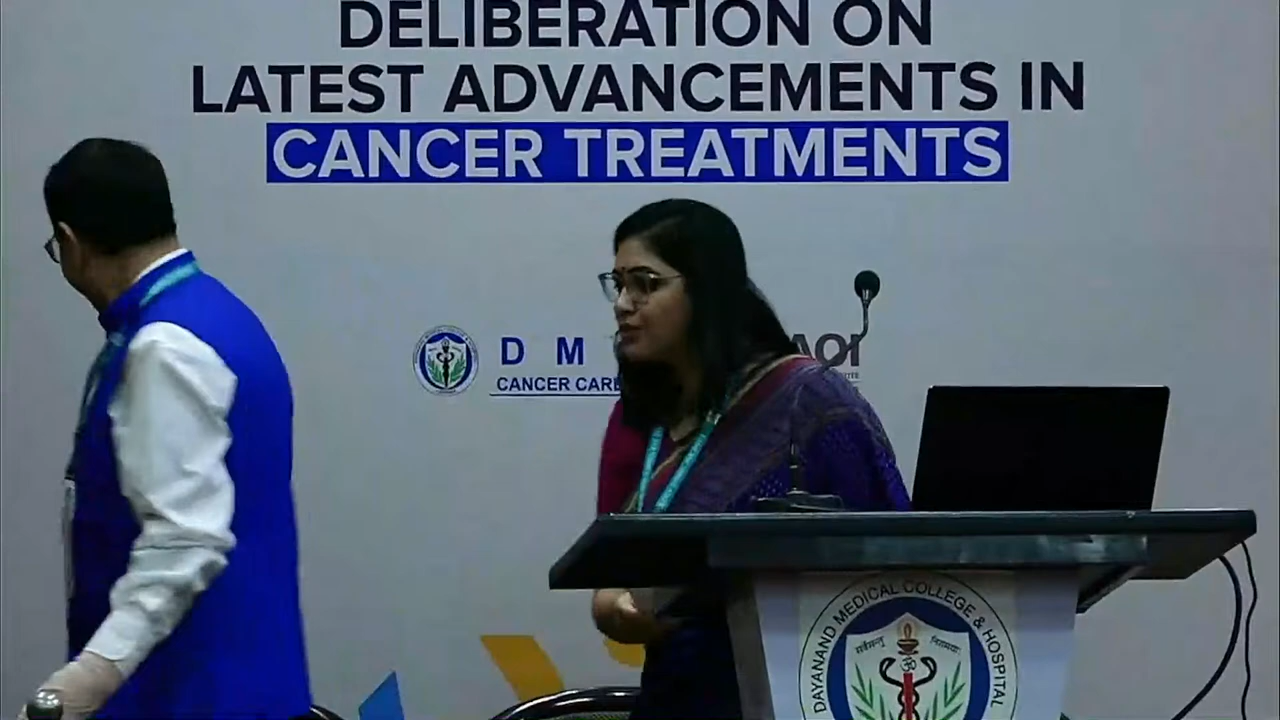 DELIBERATION ON
LATEST ADVANCEMENTS IN
CANCER TREATMENTS
D M
CANCER CARE
AOI
DAYANAND MEDICAL COLLEGE & HOSPITAL